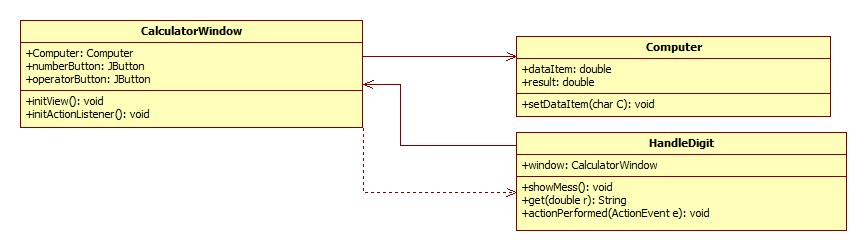 CalculatorWindow
+Computer: Computer
+numberButton: JButton
+operatorButton: JButton
+initView(): void
+initActionListener(): void
Computer
+dataItem: double
+result: double
+setDataItem(char C): void
HandleDigit
+window: CalculatorWindow
+showMess(): void
+get(double r): String
+actionPerformed(ActionEvent e): void